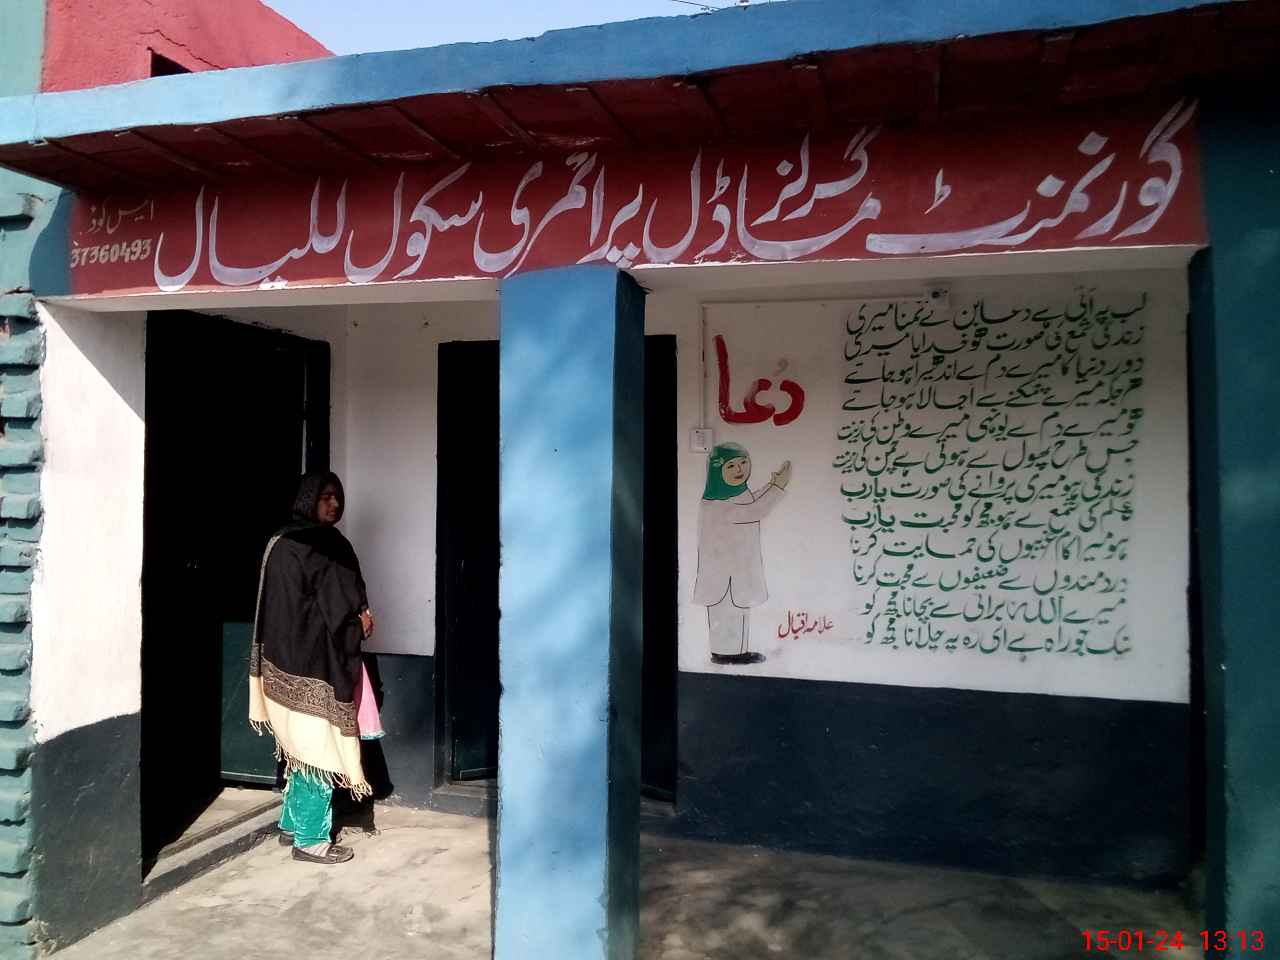 گورنمنٹ گرلز ماڈل پرائمری سکول للیال
ایس کوڈ
37360493
دُعا
لب پہ آتی ہے دعا بن کے تمنا میری
زندگی شمع کی صورت ہو خدایا میری
دور دنیا کا میرے دم سے اندھیرا ہو جائے
ہر جگہ میرے چمکنے سے اجالا ہو جائے
ہو میرے دم سے یونہی میرے وطن کی زینت
جس طرح پھول سے ہوتی ہے چمن کی زینت
زندگی ہو میری پروانے کی صورت یارب
علم کی شمع سے ہو مجھ کو محبت یارب
ہو میرا کام غریبوں کی حمایت کرنا
دردمندوں سے ضعیفوں سے محبت کرنا
میرے اللہ برائی سے بچانا مجھ کو
نیک جو راہ ہے اسی رہ پہ چلانا مجھ کو
علامہ اقبال
15-01-24 13:13